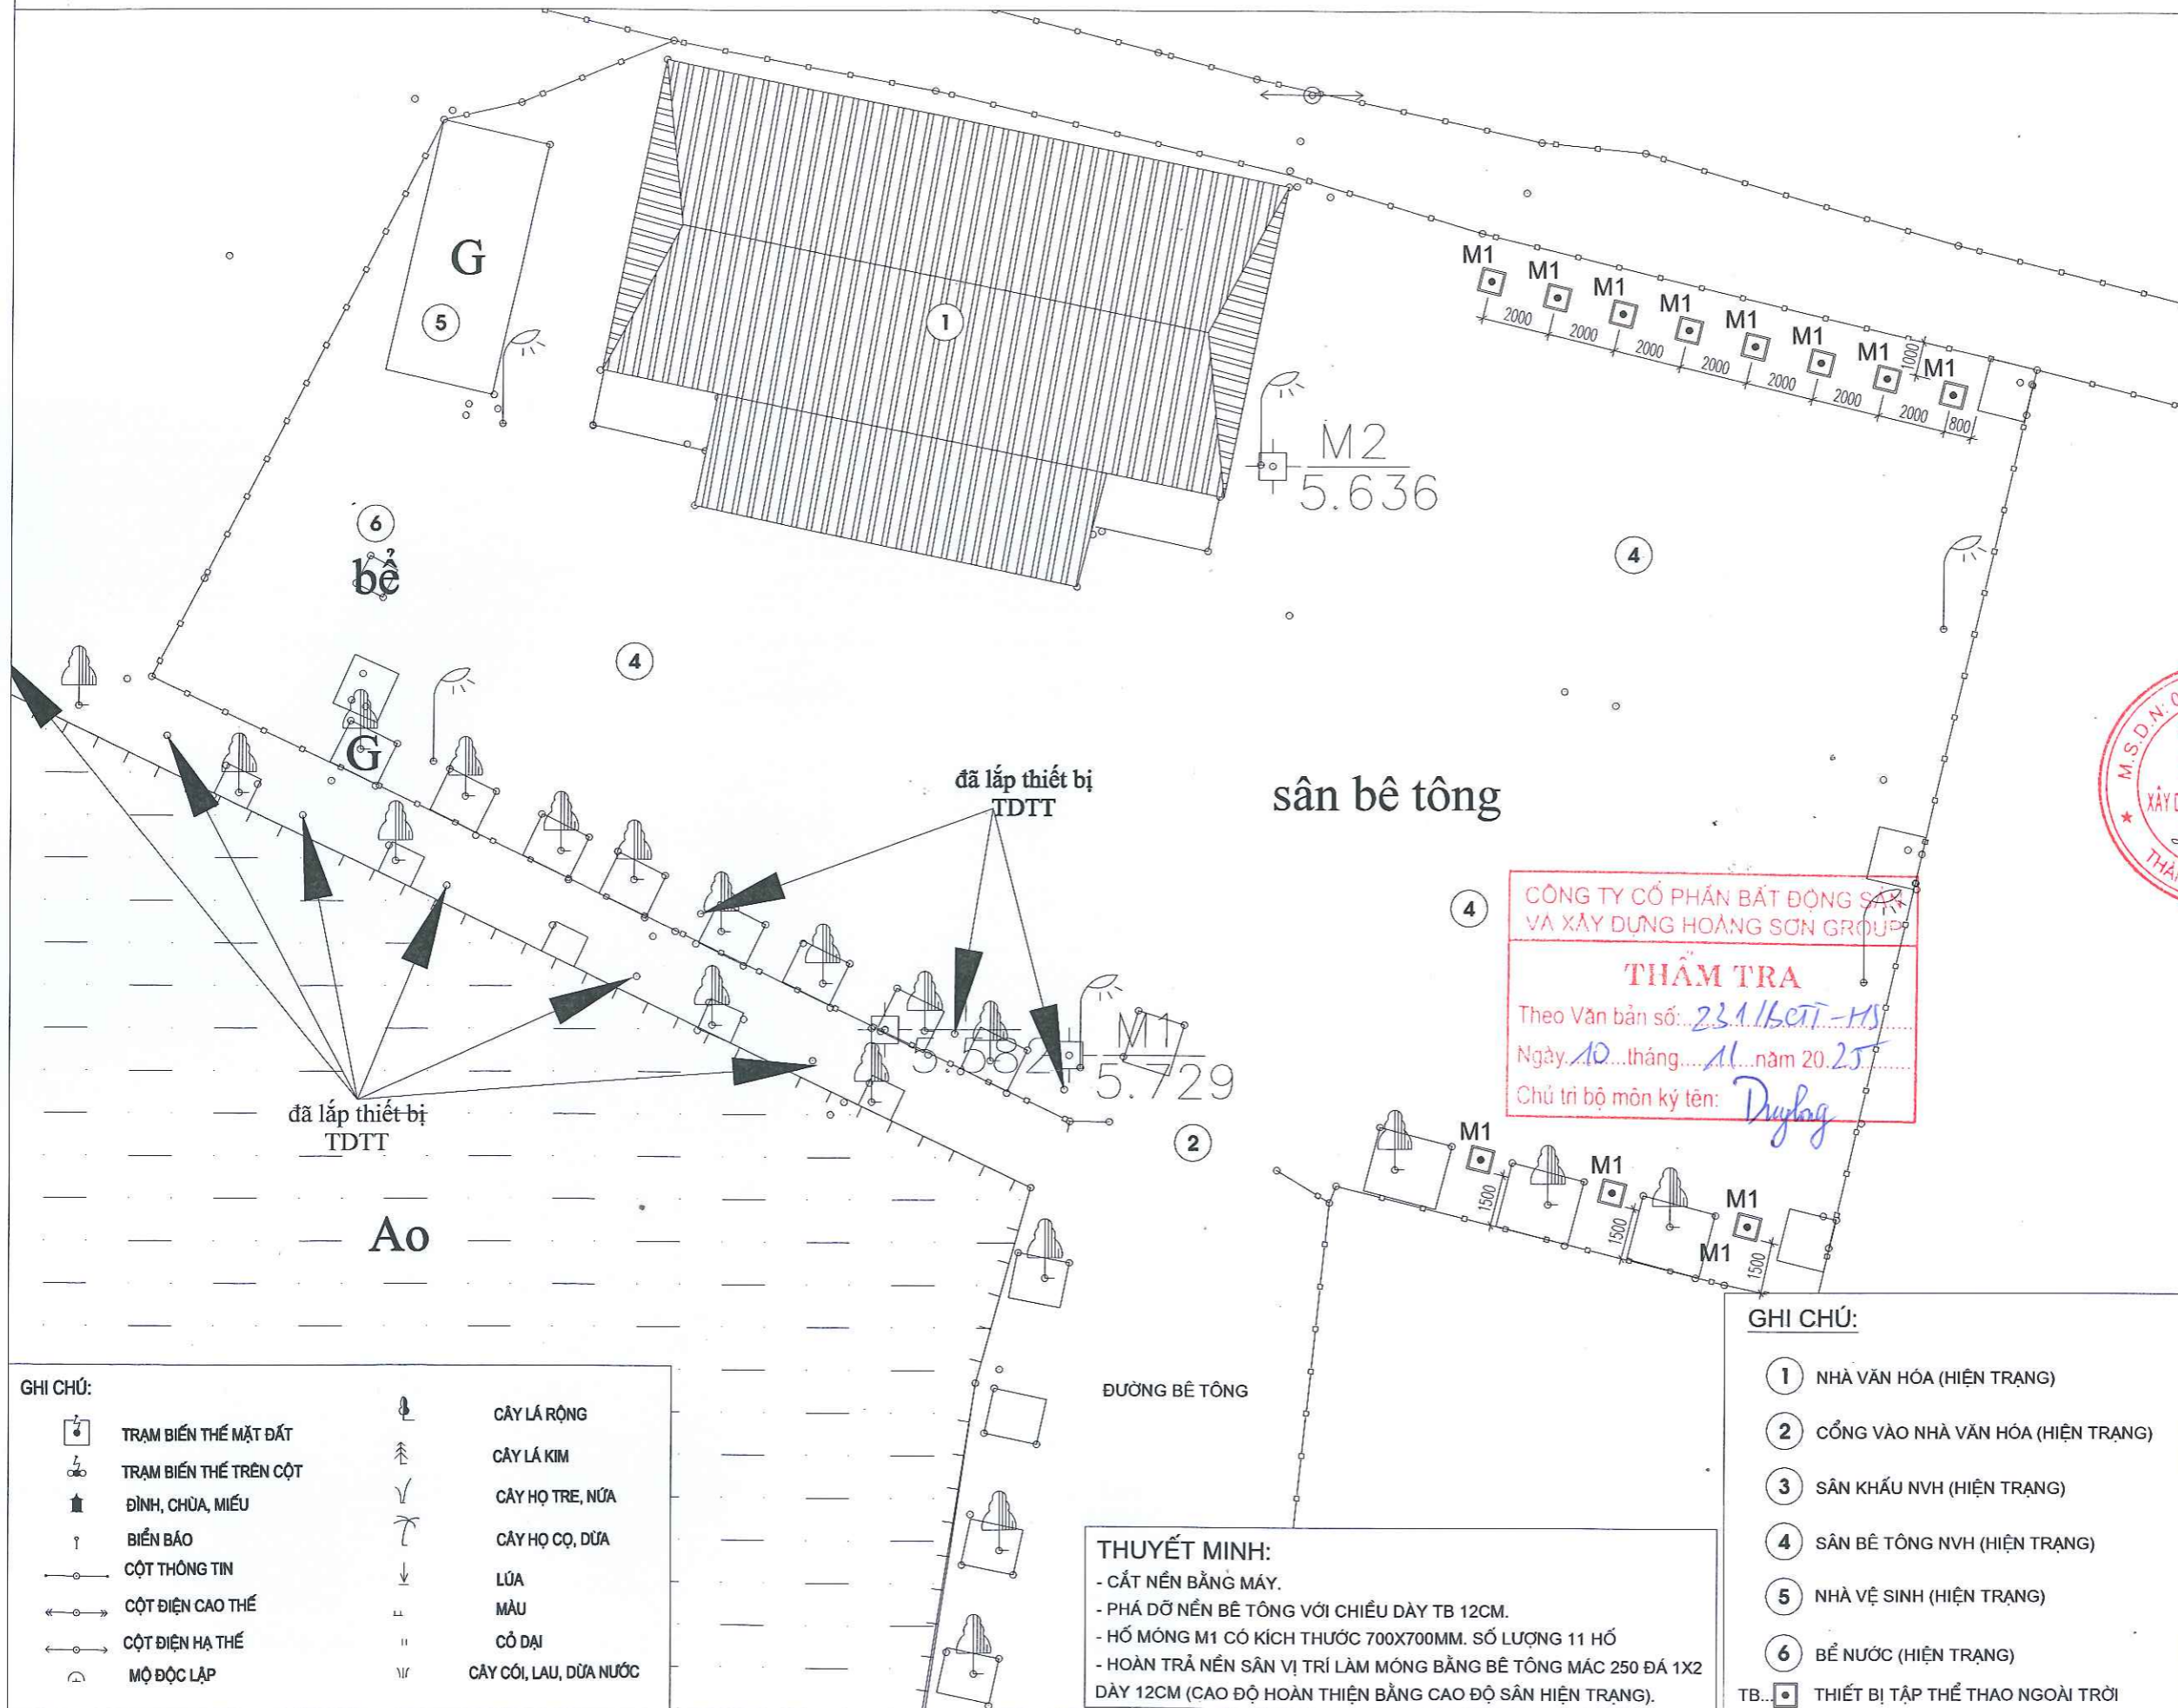 G
5
1
M1
M1
M1
M1
M1
M1
M1
M1
2000
2000
2000
2000
2000
2000
2000
800
1000
M2
5.636
6
bể
4
4
G
đã lắp thiết bị
TDTT
sân bê tông
4
M.S.D.N: 0
XÂY D
THÀN
CÔNG TY CỔ PHẦN BẤT ĐỘNG SẢN
VÀ XÂY DỰNG HOÀNG SƠN GROUP
THẨM TRA
Theo Văn bản số: 231/BCTT-HS
Ngày 10 tháng 11 năm 2025
Chủ trì bộ môn ký tên: Duylong
M1
5.729
2
đã lắp thiết bị
TDTT
Ao
M1
M1
M1
M1
1500
1500
1500
ĐƯỜNG BÊ TÔNG
GHI CHÚ:
TRẠM BIẾN THẾ MẶT ĐẤT
TRẠM BIẾN THẾ TRÊN CỘT
ĐÌNH, CHÙA, MIẾU
BIỂN BÁO
CỘT THÔNG TIN
CỘT ĐIỆN CAO THẾ
CỘT ĐIỆN HẠ THẾ
MỘ ĐỘC LẬP
CÂY LÁ RỘNG
CÂY LÁ KIM
CÂY HỌ TRE, NỨA
CÂY HỌ CỌ, DỪA
LÚA
MÀU
CỎ DẠI
CÂY CÓI, LAU, DỪA NƯỚC
THUYẾT MINH:
- CẮT NỀN BẰNG MÁY.
- PHÁ DỠ NỀN BÊ TÔNG VỚI CHIỀU DÀY TB 12CM.
- HỐ MÓNG M1 CÓ KÍCH THƯỚC 700X700MM. SỐ LƯỢNG 11 HỐ
- HOÀN TRẢ NỀN SÂN VỊ TRÍ LÀM MÓNG BẰNG BÊ TÔNG MÁC 250 ĐÁ 1X2
DÀY 12CM (CAO ĐỘ HOÀN THIỆN BẰNG CAO ĐỘ SÂN HIỆN TRẠNG).
GHI CHÚ:
1 NHÀ VĂN HÓA (HIỆN TRẠNG)
2 CỔNG VÀO NHÀ VĂN HÓA (HIỆN TRẠNG)
3 SÂN KHẤU NVH (HIỆN TRẠNG)
4 SÂN BÊ TÔNG NVH (HIỆN TRẠNG)
5 NHÀ VỆ SINH (HIỆN TRẠNG)
6 BỂ NƯỚC (HIỆN TRẠNG)
TB... THIẾT BỊ TẬP THỂ THAO NGOÀI TRỜI